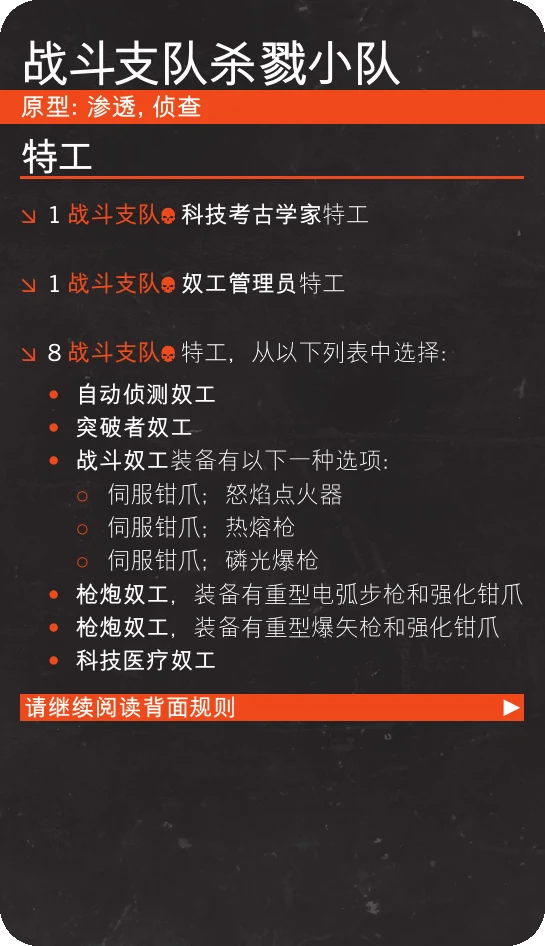 战斗支队杀戮小队
原型: 渗透, 侦查
特工
1 战斗支队 科技考古学家特工
1 战斗支队 奴工管理员特工
8 战斗支队 特工, 从以下列表中选择:
• 自动侦测奴工
• 突破者奴工
• 战斗奴工装备有以下一种选项:
○ 伺服钳爪; 怒焰点火器
○ 伺服钳爪; 热熔枪
○ 伺服钳爪; 磷光爆枪
• 枪炮奴工, 装备有重型电弧步枪和强化钳爪
• 枪炮奴工, 装备有重型爆矢枪和强化钳爪
• 科技医疗奴工
请继续阅读背面规则